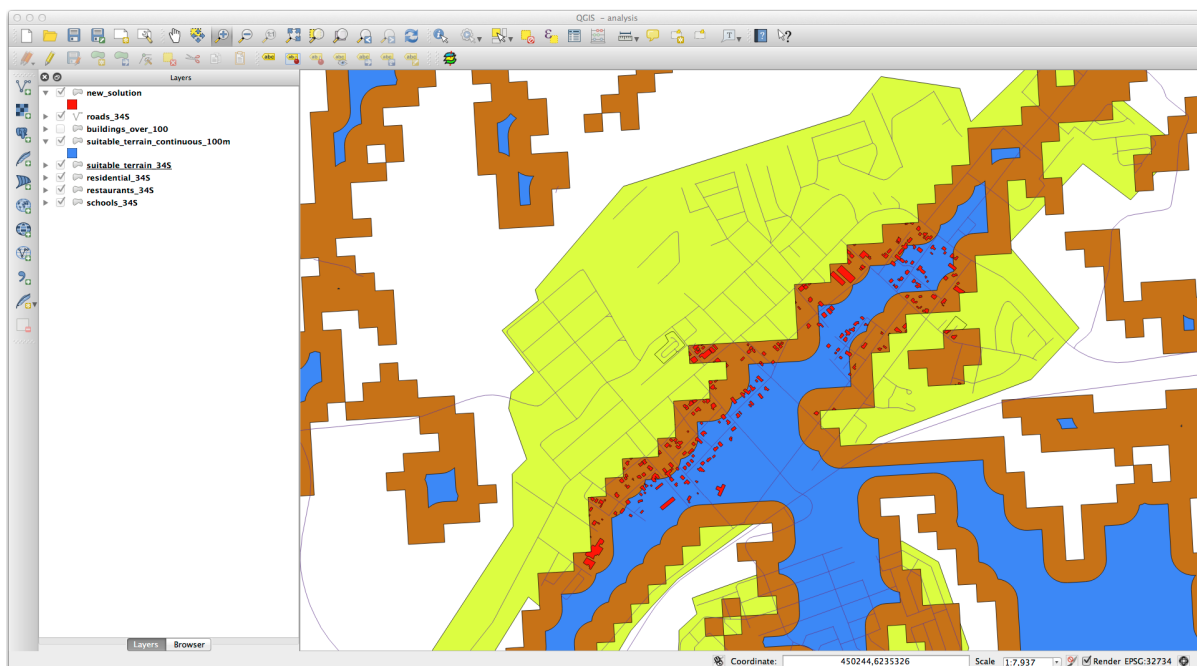 QGIS - analysis
Layers
new_solution
roads_34S
buildings_over_100
suitable_terrain_continuous_100m
suitable_terrain_34S
residential_34S
restaurants_34S
schools_34S
Layers Browser
Coordinate: 450244,6235326 Scale 1:7,937 Render EPSG:32734